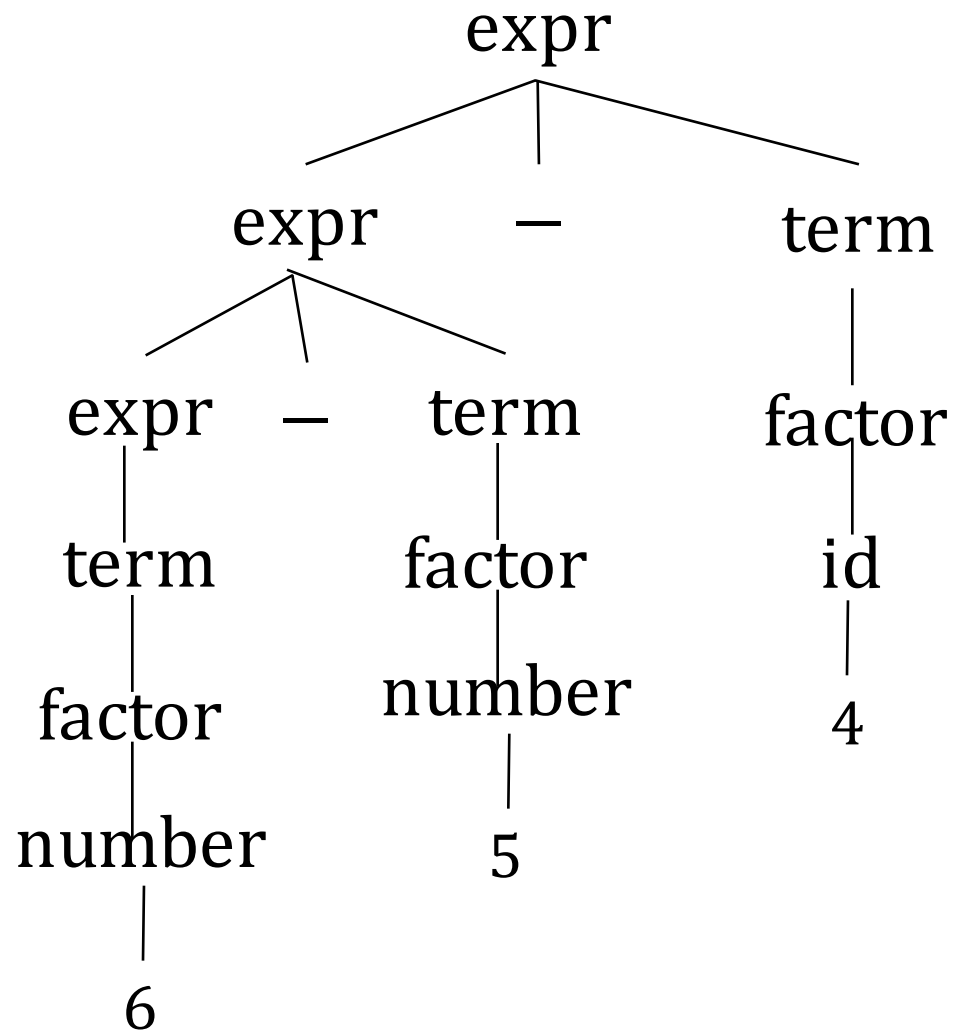 expr
expr – term
expr – term factor
term factor id
factor number 4
number 5
6